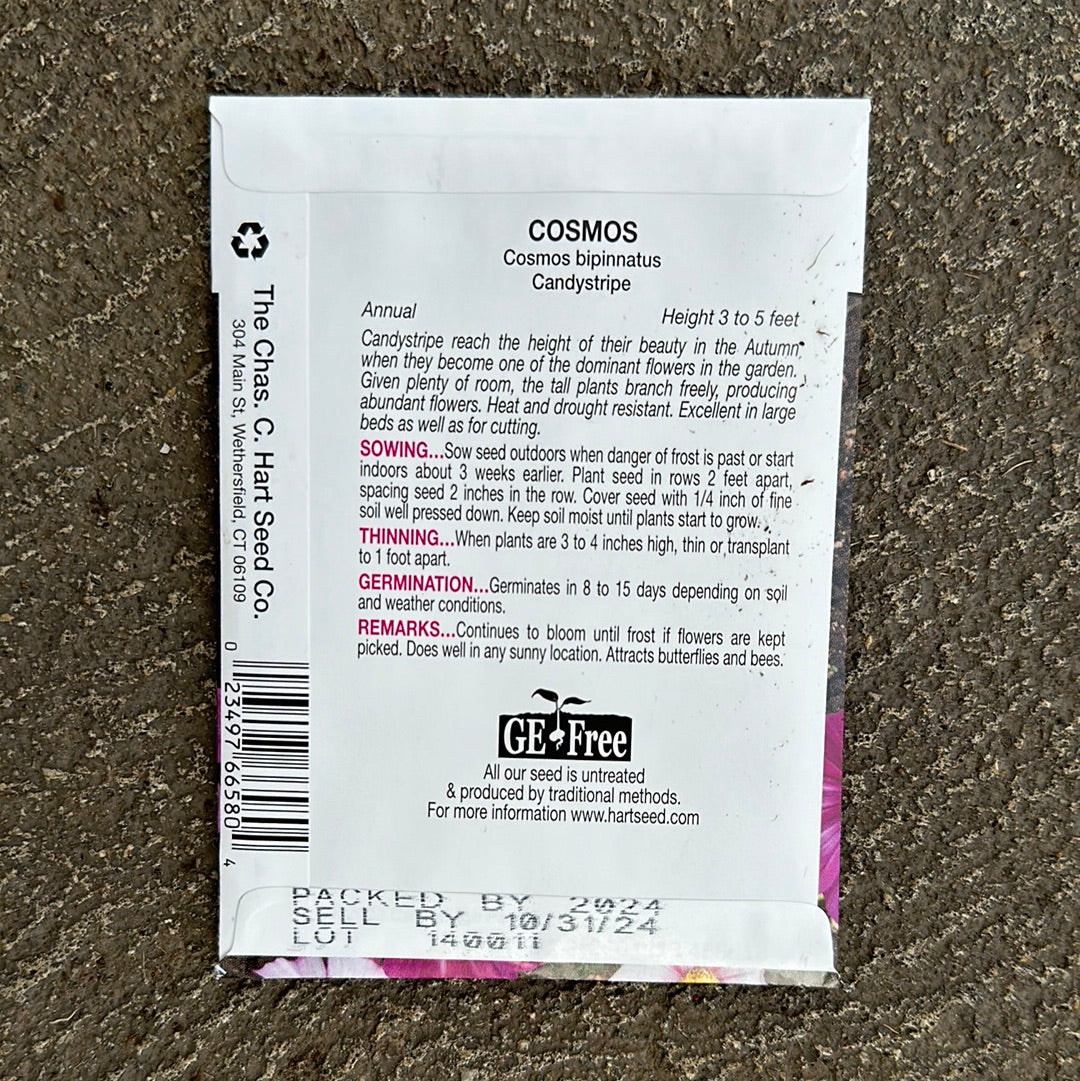 COSMOS
Cosmos bipinnatus
Candystripe
Annual
Height 3 to 5 feet
Candystripe reach the height of their beauty in the Autumn,
when they become one of the dominant flowers in the garden.
Given plenty of room, the tall plants branch freely, producing
abundant flowers. Heat and drought resistant. Excellent in large
beds as well as for cutting.
SOWING...Sow seed outdoors when danger of frost is past or start
indoors about 3 weeks earlier. Plant seed in rows 2 feet apart,
spacing seed 2 inches in the row. Cover seed with 1/4 inch of fine
soil well pressed down. Keep soil moist until plants start to grow.
THINNING...When plants are 3 to 4 inches high, thin or transplant
to 1 foot apart.
GERMINATION...Germinates in 8 to 15 days depending on soil
and weather conditions.
REMARKS...Continues to bloom until frost if flowers are kept
picked. Does well in any sunny location. Attracts butterflies and bees.
GE Free
All our seed is untreated
& produced by traditional methods.
For more information www.hartseed.com
PACKED BY 2024
SELL BY 10/31/24
LOT 140011
The Chas. C. Hart Seed Co.
304 Main St, Wethersfield, CT 06109
0 23497 66580 4